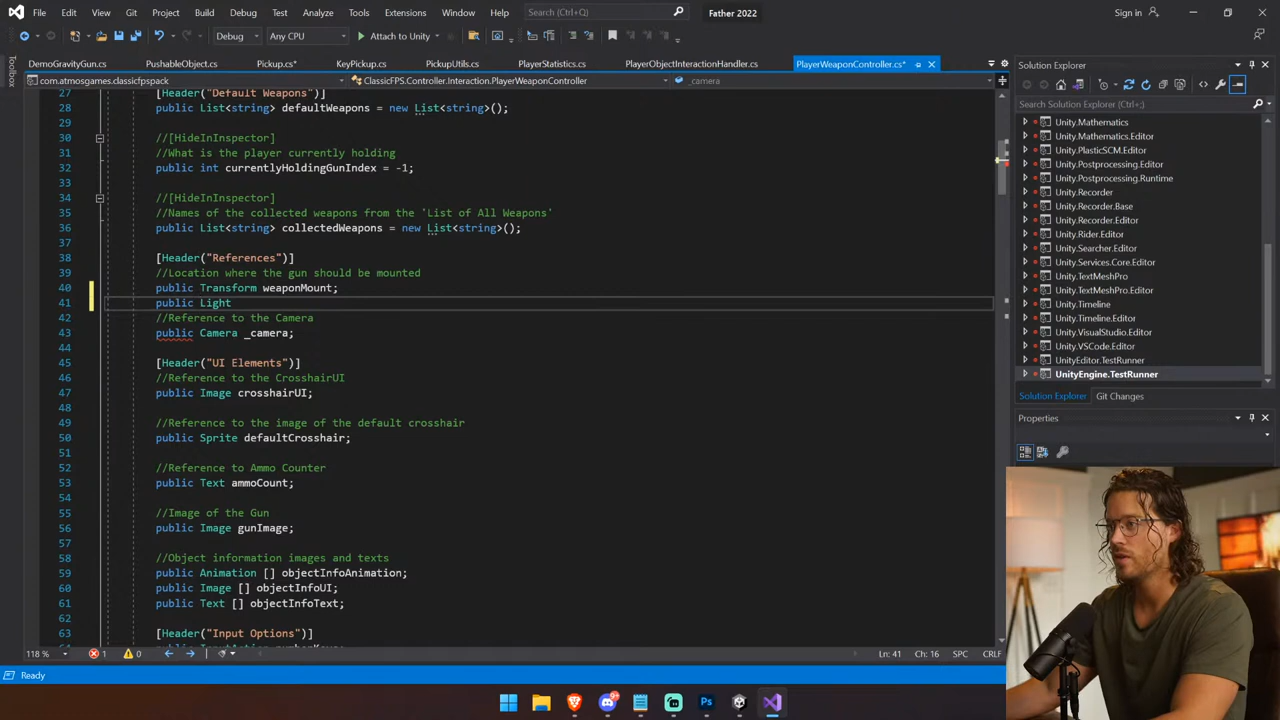 File Edit View Git Project Build Debug Test Analyze Tools Extensions Window Help Search (Ctrl+Q) Father 2022 Sign in
Debug Any CPU Attach to Unity
Toolbox
DemoGravityGun.cs PushableObject.cs Pickup.cs* KeyPickup.cs PickupUtils.cs PlayerStatistics.cs PlayerObjectInteractionHandler.cs PlayerWeaponController.cs*
com.atmosgames.classicfpspack ClassicFPS.Controller.Interaction.PlayerWeaponController _camera
27 [Header("Default Weapons")]
28 public List<string> defaultWeapons = new List<string>();
29
30 //[HideInInspector]
31 //What is the player currently holding
32 public int currentlyHoldingGunIndex = -1;
33
34 //[HideInInspector]
35 //Names of the collected weapons from the 'List of All Weapons'
36 public List<string> collectedWeapons = new List<string>();
37
38 [Header("References")]
39 //Location where the gun should be mounted
40 public Transform weaponMount;
41 public Light
42 //Reference to the Camera
43 public Camera _camera;
44
45 [Header("UI Elements")]
46 //Reference to the CrosshairUI
47 public Image crosshairUI;
48
49 //Reference to the image of the default crosshair
50 public Sprite defaultCrosshair;
51
52 //Reference to Ammo Counter
53 public Text ammoCount;
54
55 //Image of the Gun
56 public Image gunImage;
57
58 //Object information images and texts
59 public Animation [] objectInfoAnimation;
60 public Image [] objectInfoUI;
61 public Text [] objectInfoText;
62
63 [Header("Input Options")]
118 % 1 0 Ln: 41 Ch: 16 SPC CRLF
Ready
Solution Explorer
Search Solution Explorer (Ctrl+;)
Unity.Mathematics
Unity.Mathematics.Editor
Unity.PlasticSCM.Editor
Unity.Postprocessing.Editor
Unity.Postprocessing.Runtime
Unity.Recorder
Unity.Recorder.Base
Unity.Recorder.Editor
Unity.Rider.Editor
Unity.Searcher.Editor
Unity.Services.Core.Editor
Unity.TextMeshPro
Unity.TextMeshPro.Editor
Unity.Timeline
Unity.Timeline.Editor
Unity.VisualStudio.Editor
Unity.VSCode.Editor
UnityEditor.TestRunner
UnityEngine.TestRunner
Solution Explorer Git Changes
Properties
Ps